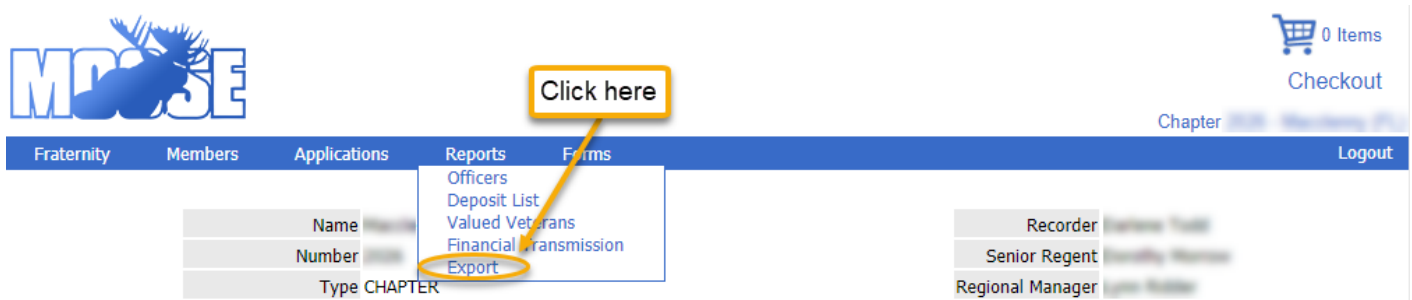 MOOSE
0 Items
Checkout
Click here
Chapter
Fraternity Members Applications Reports Forms Logout
Officers
Deposit List
Valued Veterans
Financial Transmission
Export
Name
Number
Type CHAPTER
Recorder
Senior Regent
Regional Manager